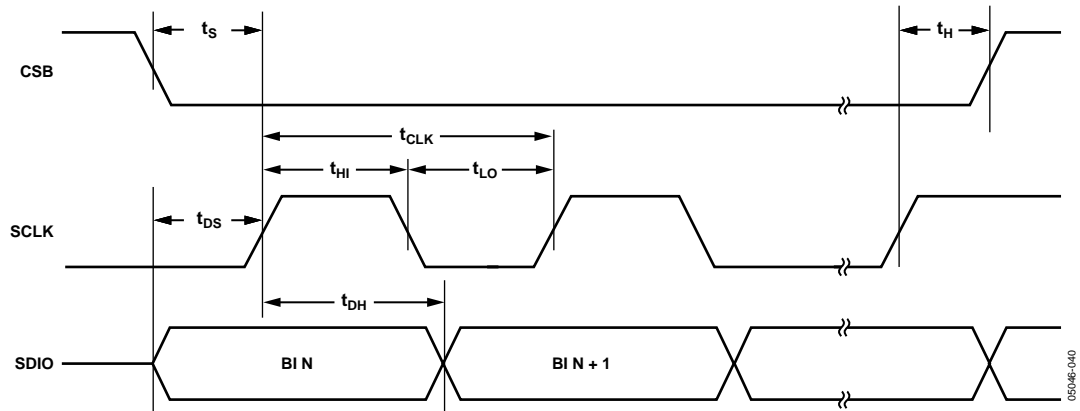 tS
tH
CSB
tCLK
tHI
tLO
tDS
SCLK
tDH
SDIO
BI N
BI N + 1
05046-040